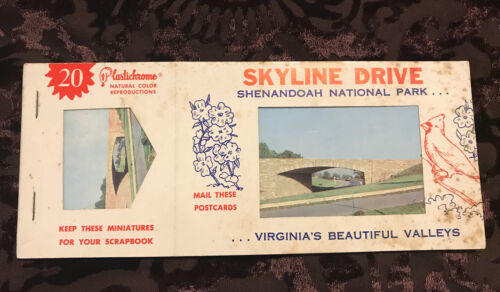 20
Plastichrome®
NATURAL COLOR
REPRODUCTIONS
KEEP THESE MINIATURES
FOR YOUR SCRAPBOOK
SKYLINE DRIVE
SHENANDOAH NATIONAL PARK . . .
MAIL THESE
POSTCARDS
. . . VIRGINIA'S BEAUTIFUL VALLEYS